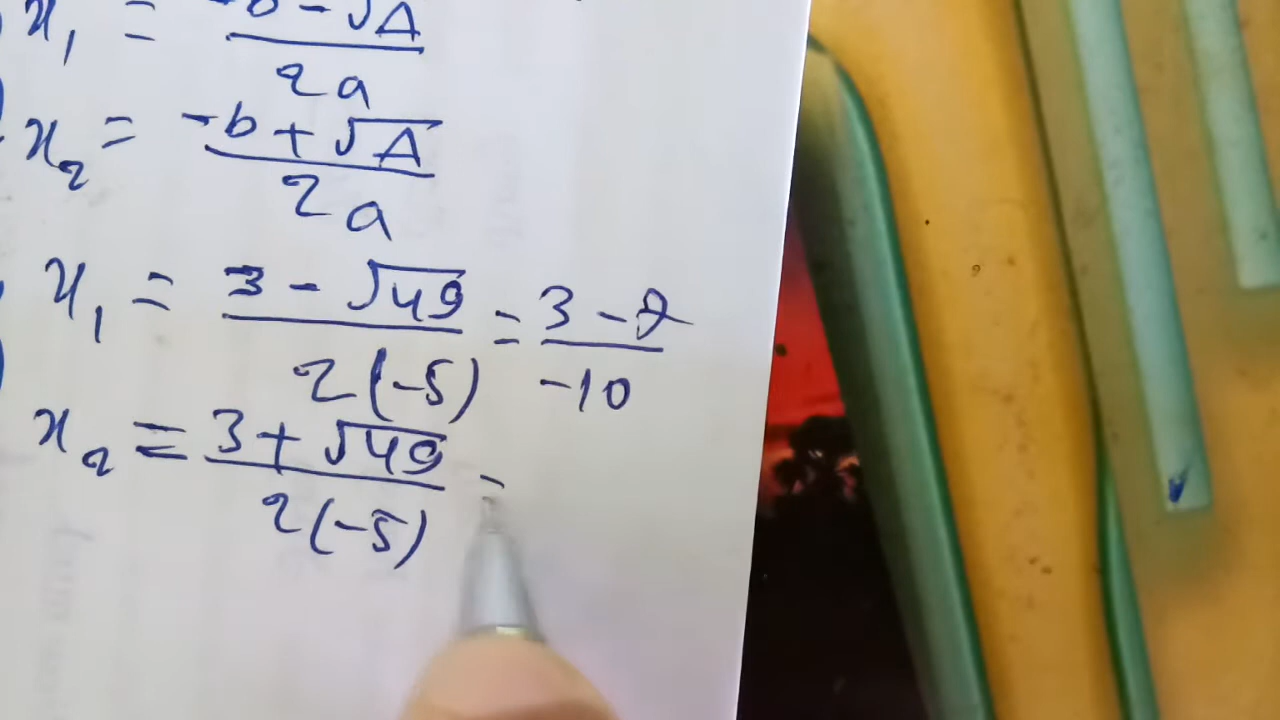 x₁ = (-b - √Δ) / 2a
x₂ = (-b + √Δ) / 2a
x₁ = (3 - √49) / 2(-5) = (3 - 7) / -10
x₂ = (3 + √49) / 2(-5) =